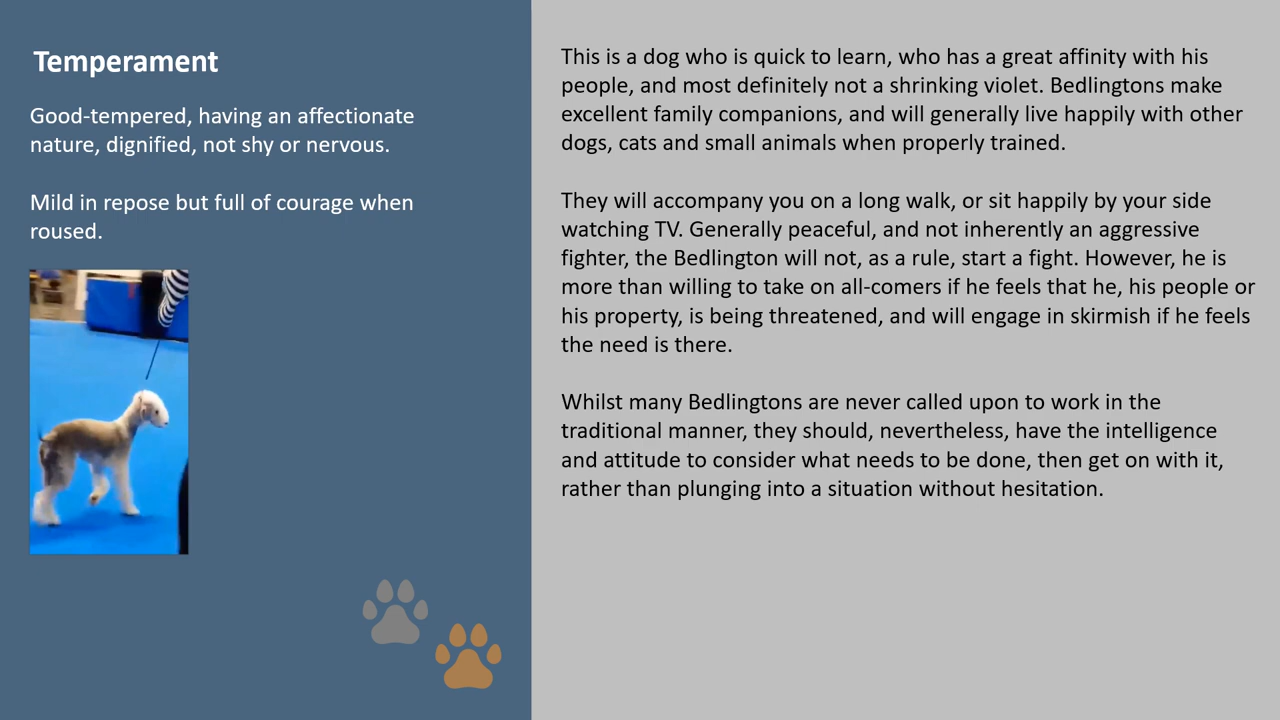 Temperament
Good-tempered, having an affectionate
nature, dignified, not shy or nervous.
Mild in repose but full of courage when
roused.
This is a dog who is quick to learn, who has a great affinity with his
people, and most definitely not a shrinking violet. Bedlingtons make
excellent family companions, and will generally live happily with other
dogs, cats and small animals when properly trained.
They will accompany you on a long walk, or sit happily by your side
watching TV. Generally peaceful, and not inherently an aggressive
fighter, the Bedlington will not, as a rule, start a fight. However, he is
more than willing to take on all-comers if he feels that he, his people or
his property, is being threatened, and will engage in skirmish if he feels
the need is there.
Whilst many Bedlingtons are never called upon to work in the
traditional manner, they should, nevertheless, have the intelligence
and attitude to consider what needs to be done, then get on with it,
rather than plunging into a situation without hesitation.